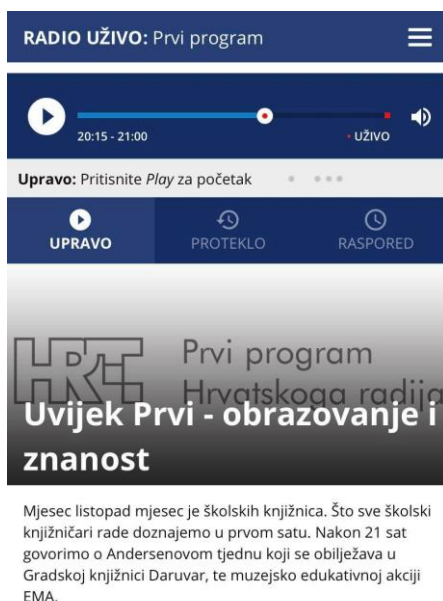 RADIO UŽIVO: Prvi program
20:15 - 21:00
• UŽIVO
Upravo: Pritisnite Play za početak
UPRAVO
PROTEKLO
RASPORED
HRT
Prvi program
Hrvatskoga radija
Uvijek Prvi - obrazovanje i
znanost
Mjesec listopad mjesec je školskih knjižnica. Što sve školski
knjižničari rade doznajemo u prvom satu. Nakon 21 sat
govorimo o Andersenovom tjednu koji se obilježava u
Gradskoj knjižnici Daruvar, te muzejsko edukativnoj akciji
EMA.